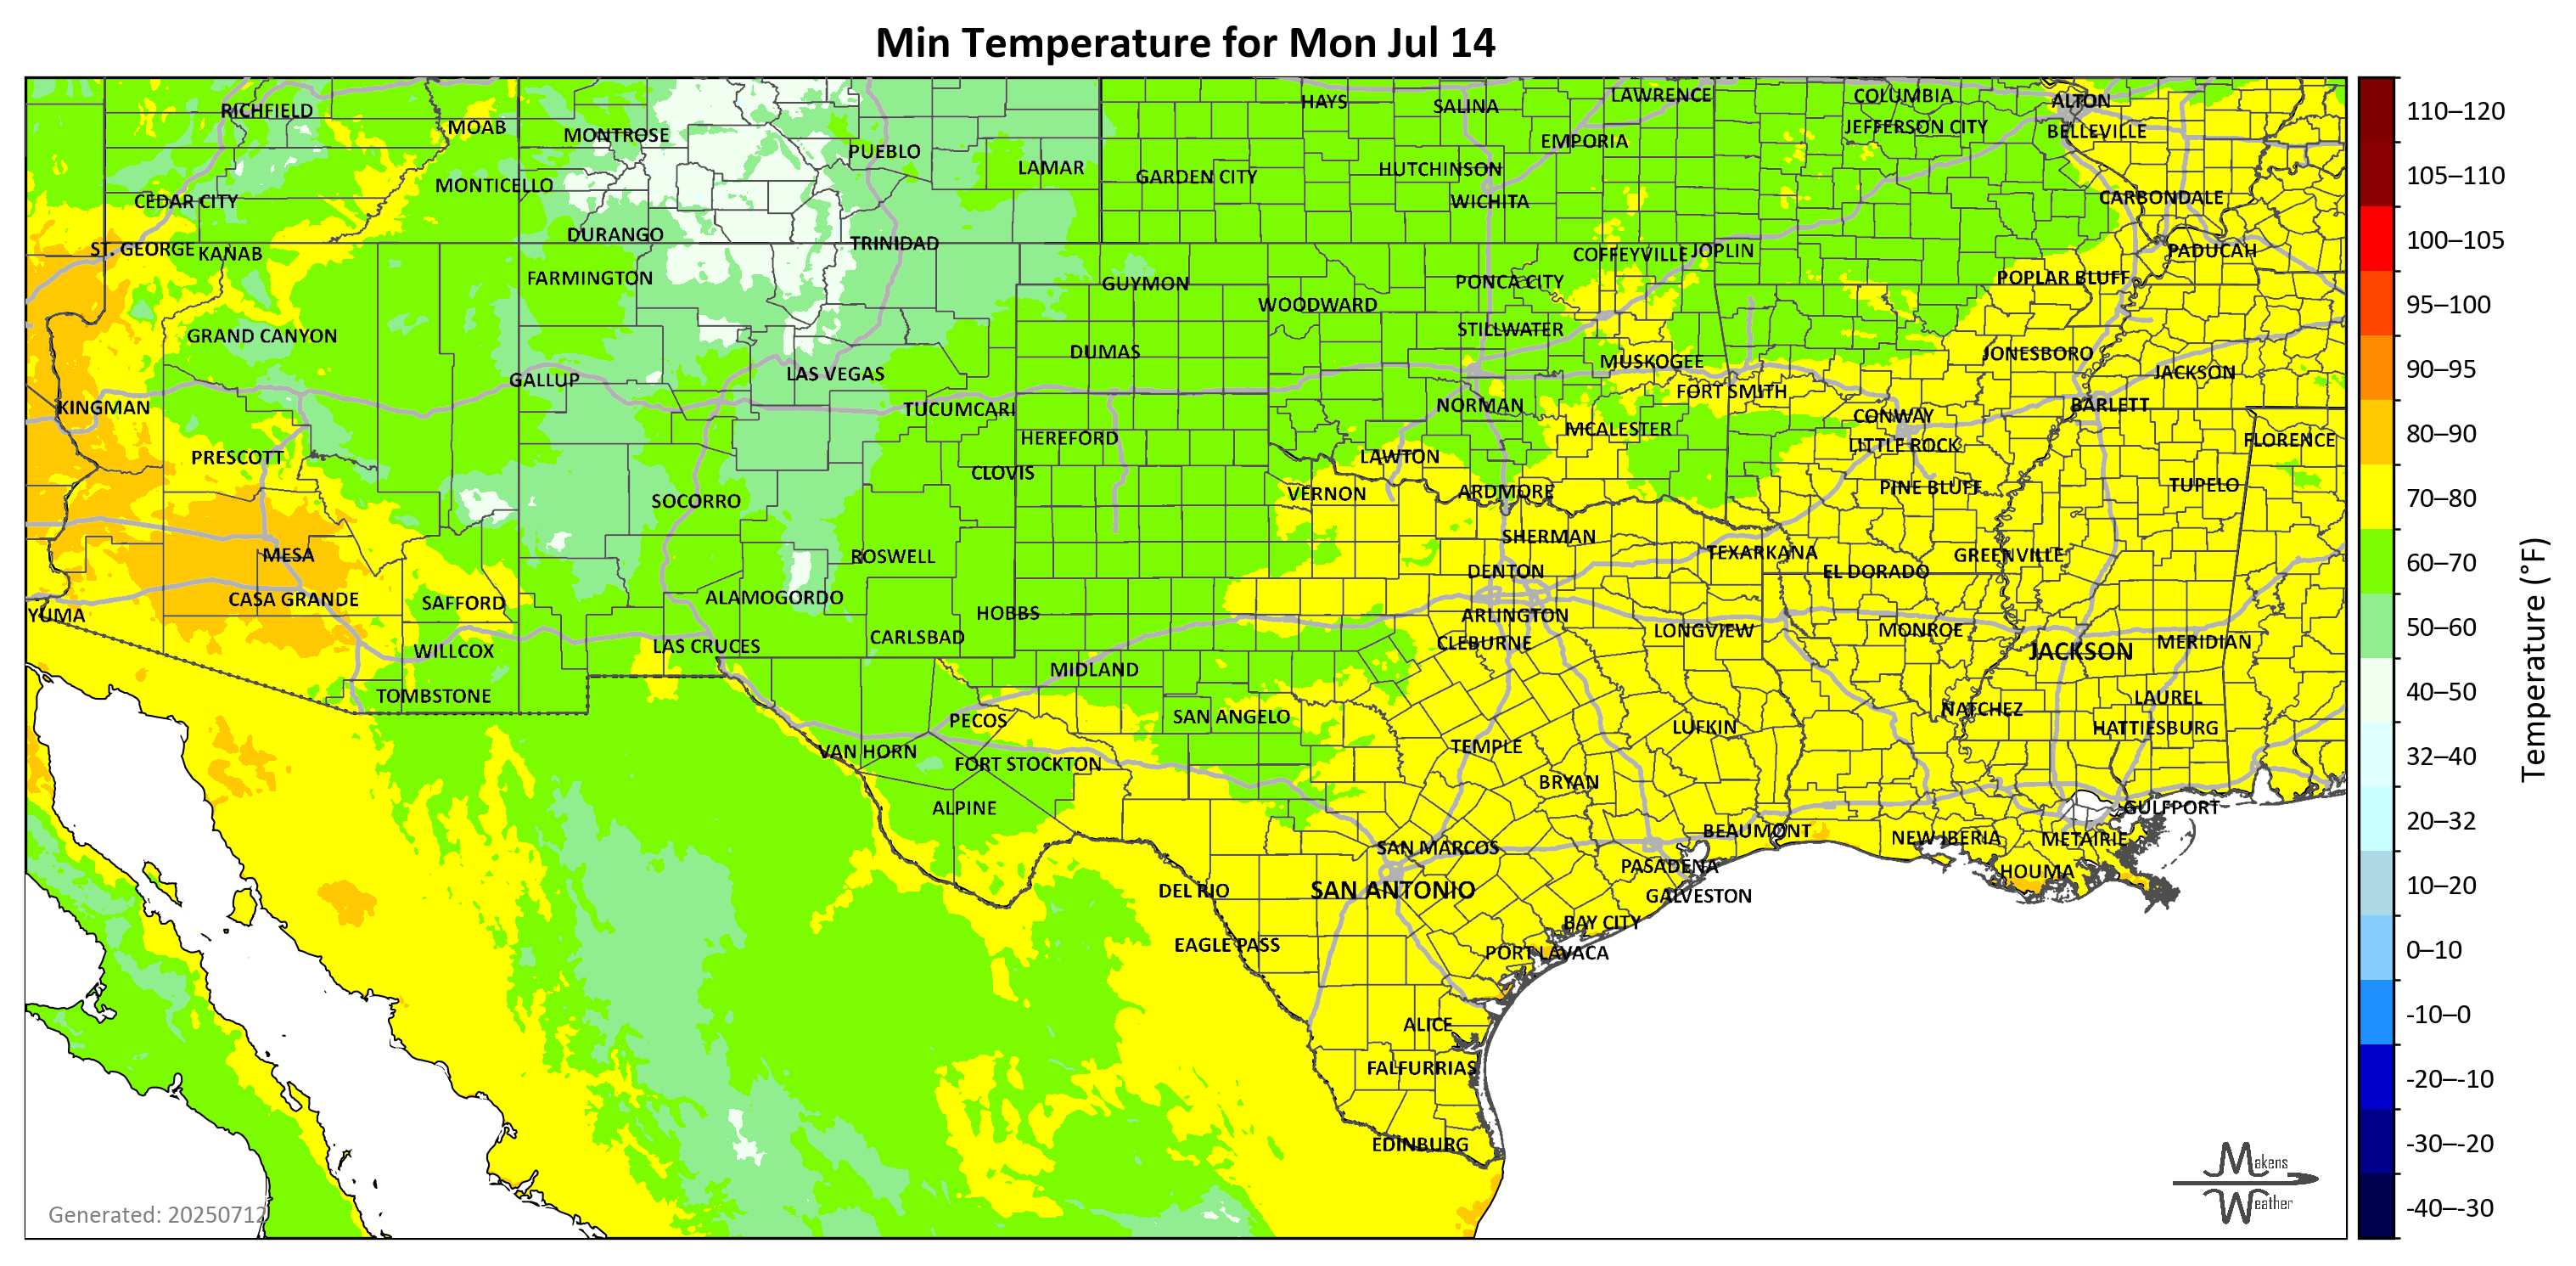 Min Temperature for Mon Jul 14
RICHFIELD
MOAB
MONTROSE
PUEBLO
LAMAR
HAYS
SALINA
LAWRENCE
COLUMBIA
ALTON
GARDEN CITY
HUTCHINSON
EMPORIA
JEFFERSON CITY
BELLEVILLE
CEDAR CITY
MONTICELLO
WICHITA
CARBONDALE
ST. GEORGE
KANAB
DURANGO
TRINIDAD
COFFEYVILLE
JOPLIN
PADUCAH
FARMINGTON
GUYMON
PONCA CITY
POPLAR BLUFF
WOODWARD
GRAND CANYON
STILLWATER
DUMAS
MUSKOGEE
JONESBORO
GALLUP
LAS VEGAS
FORT SMITH
JACKSON
KINGMAN
TUCUMCARI
NORMAN
CONWAY
BARLETT
HEREFORD
MCALESTER
LITTLE ROCK
FLORENCE
PRESCOTT
CLOVIS
LAWTON
SOCORRO
VERNON
ARDMORE
PINE BLUFF
TUPELO
MESA
ROSWELL
SHERMAN
TEXARKANA
GREENVILLE
DENTON
EL DORADO
CASA GRANDE
SAFFORD
ALAMOGORDO
HOBBS
ARLINGTON
YUMA
CARLSBAD
CLEBURNE
LONGVIEW
MONROE
MERIDIAN
WILLCOX
LAS CRUCES
JACKSON
MIDLAND
TOMBSTONE
LAUREL
PECOS
SAN ANGELO
NATCHEZ
LUFKIN
HATTIESBURG
VAN HORN
FORT STOCKTON
TEMPLE
BRYAN
ALPINE
GULFPORT
SAN MARCOS
BEAUMONT
NEW IBERIA
METAIRIE
DEL RIO
SAN ANTONIO
PASADENA
HOUMA
GALVESTON
EAGLE PASS
BAY CITY
PORT LAVACA
ALICE
FALFURRIAS
EDINBURG
Generated: 20250712
Makens
Weather
110–120
105–110
100–105
95–100
90–95
80–90
70–80
60–70
50–60
40–50
32–40
20–32
10–20
0–10
-10–0
-20–-10
-30–-20
-40–-30
Temperature (°F)